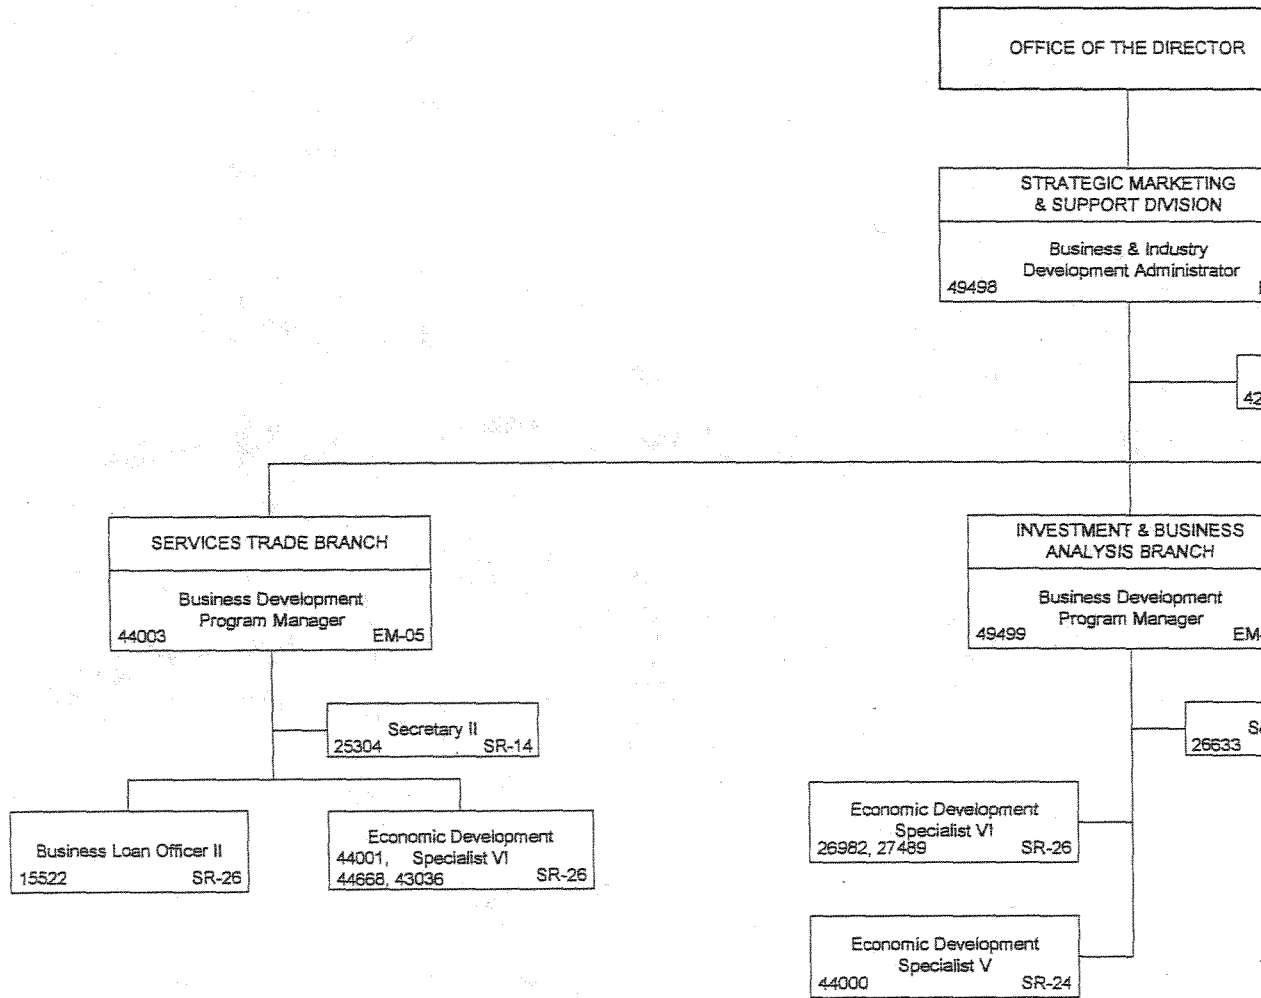 OFFICE OF THE DIRECTOR
STRATEGIC MARKETING
& SUPPORT DIVISION
Business & Industry
Development Administrator
49498
42
SERVICES TRADE BRANCH
Business Development
Program Manager
44003 EM-05
Secretary II
25304 SR-14
Business Loan Officer II
15522 SR-26
Economic Development
44001, Specialist VI
44668, 43036 SR-26
INVESTMENT & BUSINESS
ANALYSIS BRANCH
Business Development
Program Manager
49499 EM-
26633
Economic Development
Specialist VI
26982, 27489 SR-26
Economic Development
Specialist V
44000 SR-24